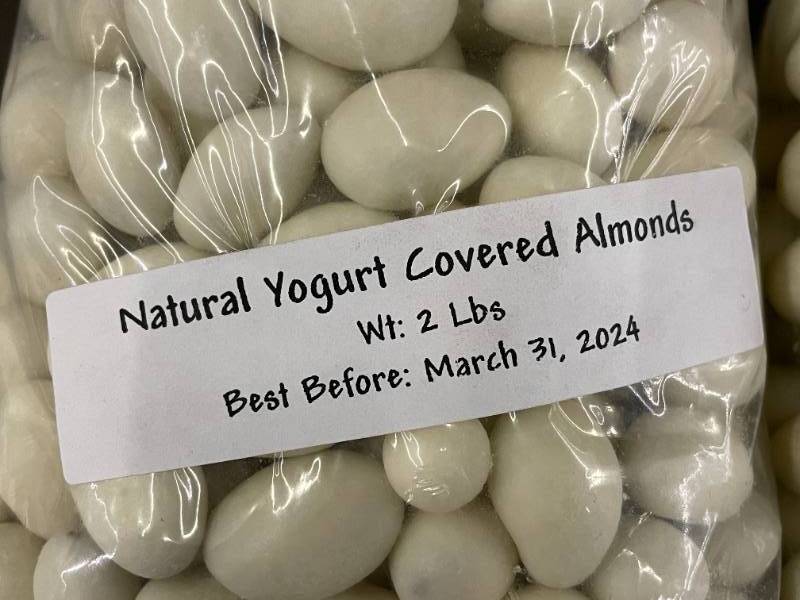 Natural Yogurt Covered Almonds
Wt: 2 Lbs
Best Before: March 31, 2024